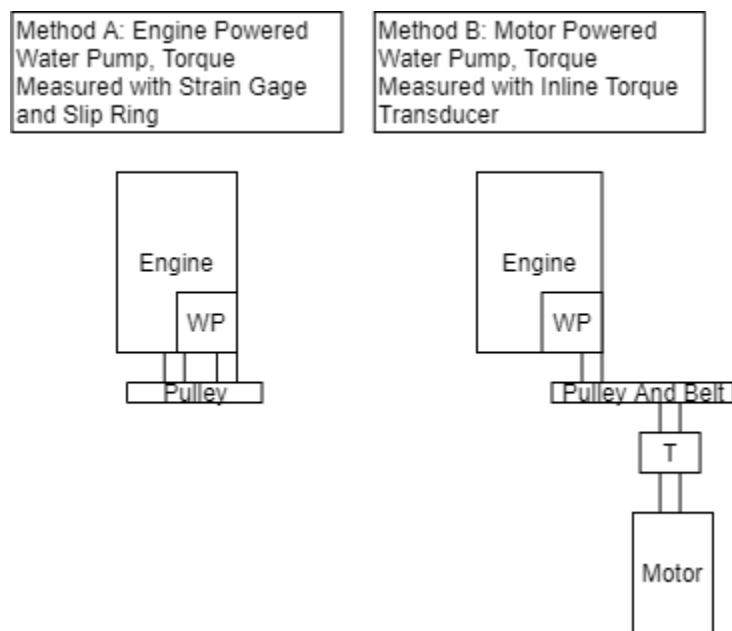 Method A: Engine Powered
Water Pump, Torque
Measured with Strain Gage
and Slip Ring
Method B: Motor Powered
Water Pump, Torque
Measured with Inline Torque
Transducer
Engine
WP
Pulley
Engine
WP
Pulley And Belt
T
Motor